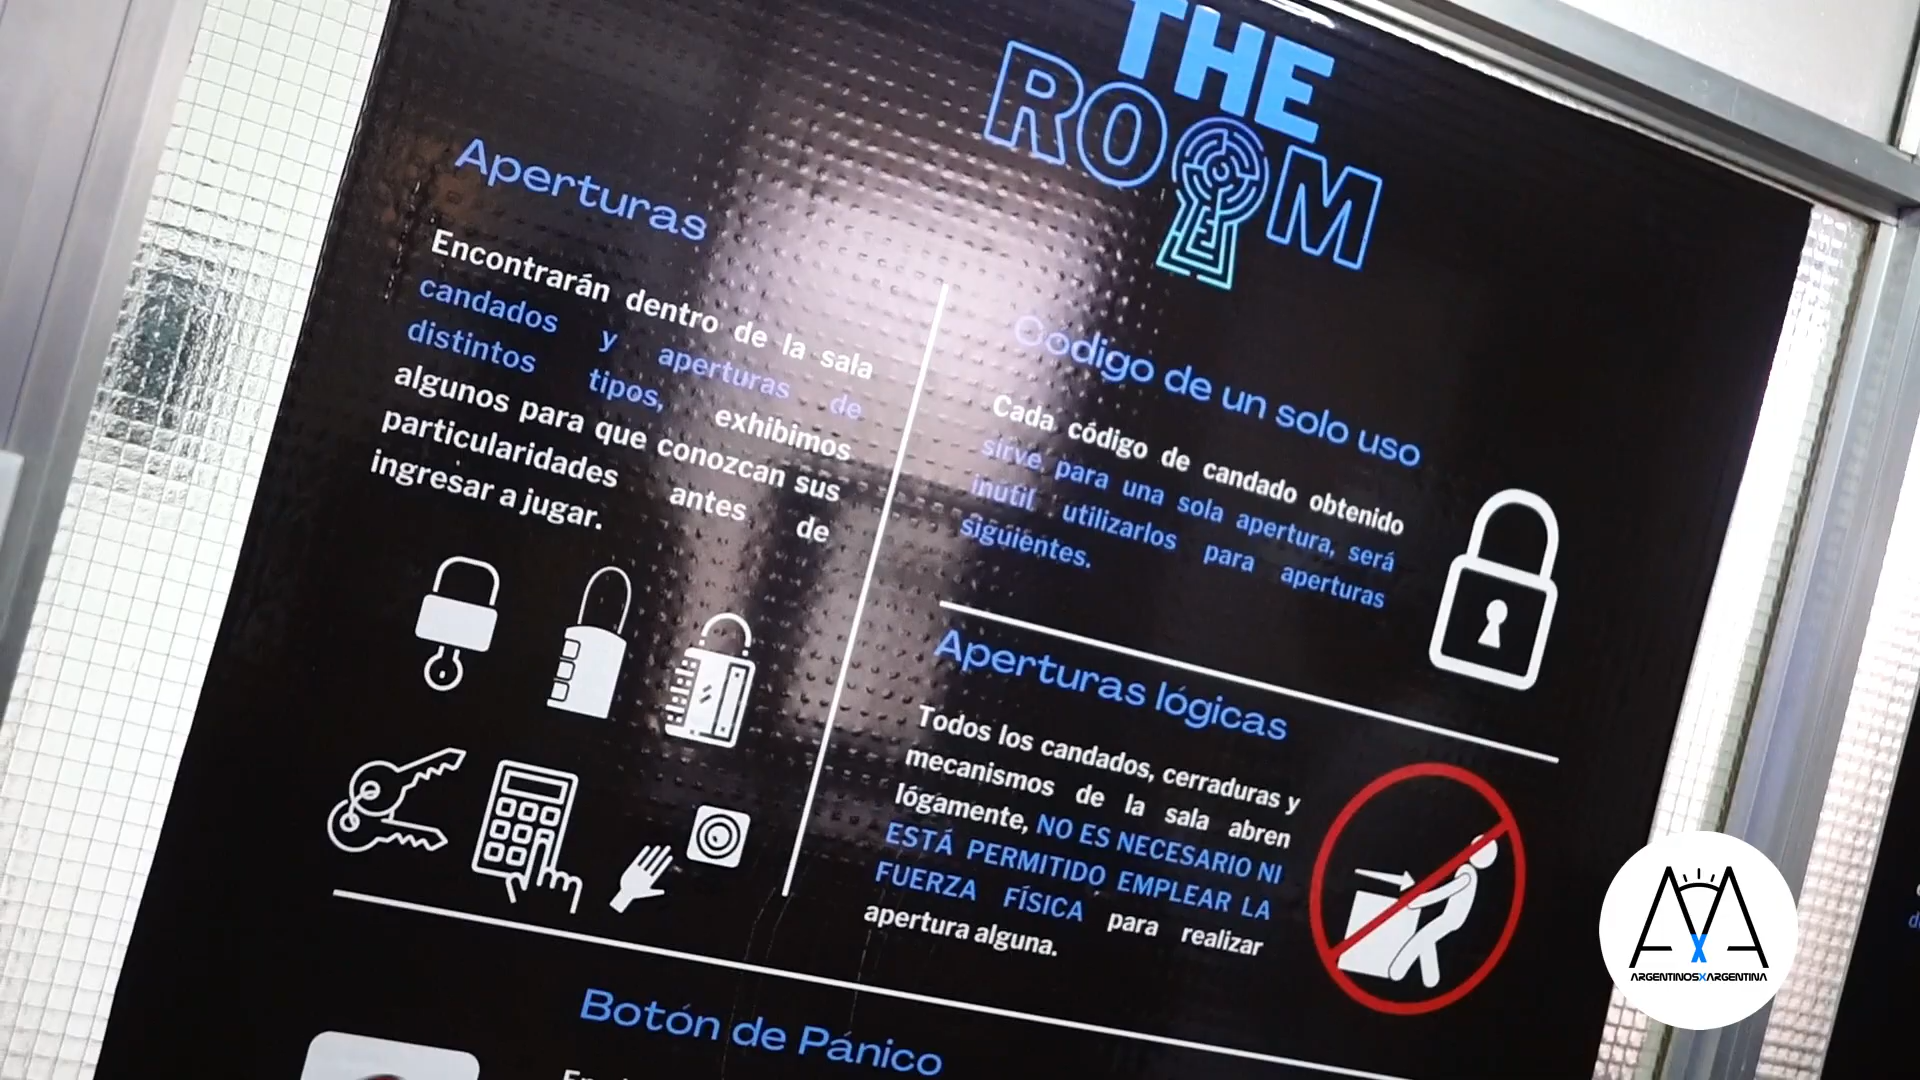 THE
ROOM
Aperturas
Encontrarán dentro de la sala
candados y aperturas de
distintos tipos, exhibimos
algunos para que conozcan sus
particularidades antes de
ingresar a jugar.
Código de un solo uso
Cada código de candado obtenido
sirve para una sola apertura, será
inutil utilizarlos para aperturas
siguientes.
Aperturas lógicas
Todos los candados, cerraduras y
mecanismos de la sala abren
lógamente, NO ES NECESARIO NI
ESTÁ PERMITIDO EMPLEAR LA
FUERZA FÍSICA para realizar
apertura alguna.
Botón de Pánico
AXA
ARGENTINOSXARGENTINA